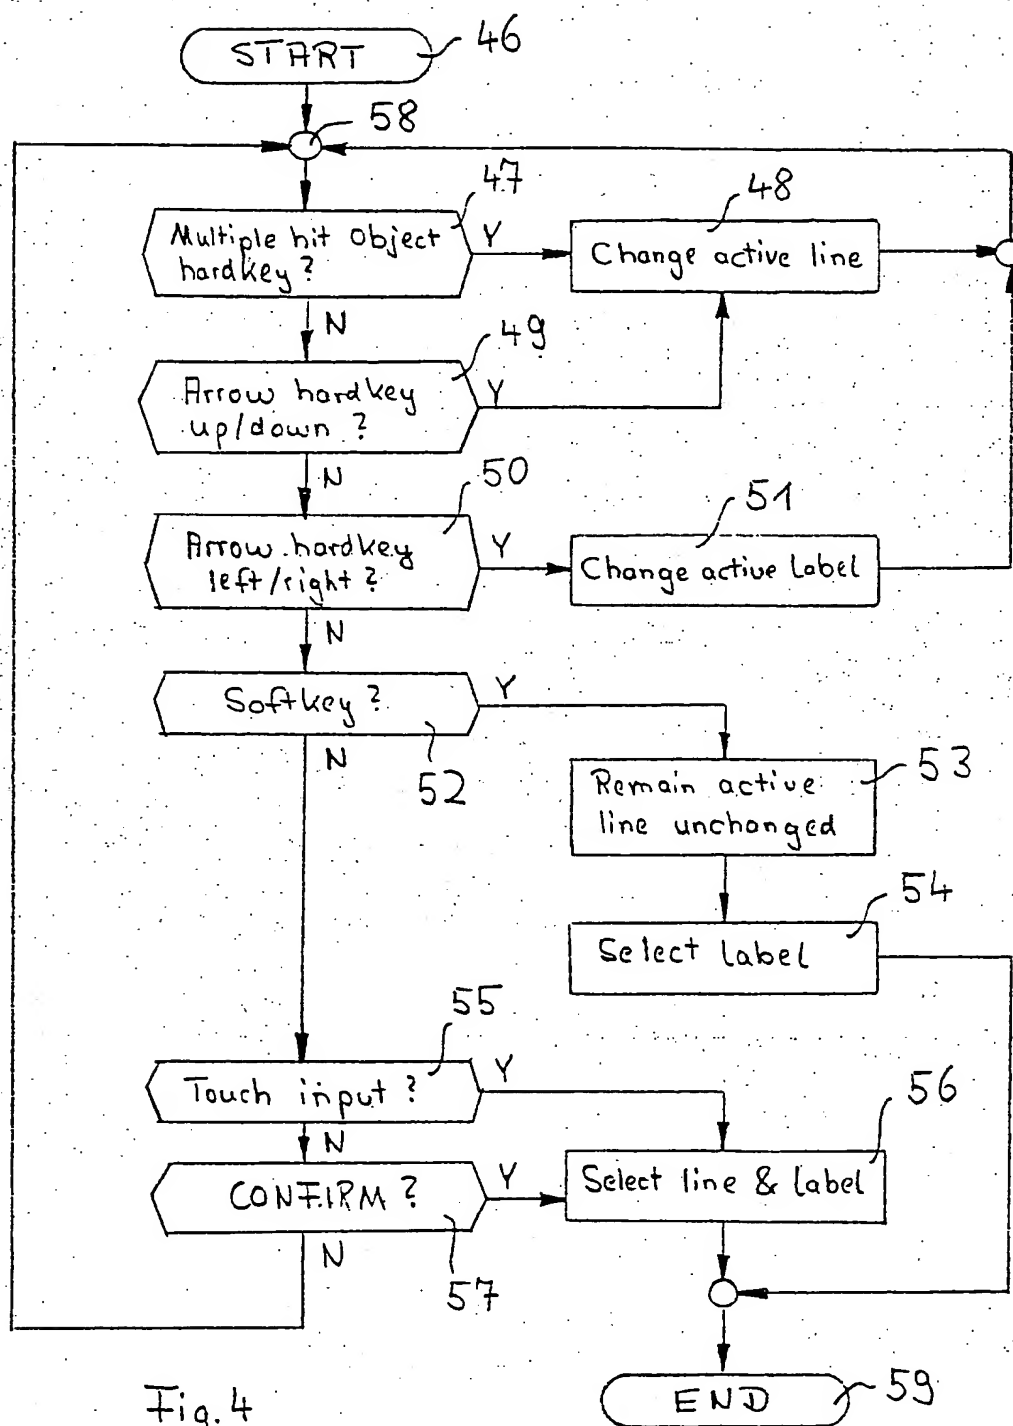 START
46
58
47
Multiple hit Object
hardkey ?
Y
48
Change active line
N
49
Arrow hardkey
up/down ?
Y
N
50
Arrow hardkey
left/right ?
Y
51
Change active Label
N
Softkey ?
Y
52
N
53
Remain active
line unchanged
54
Select Label
55
Touch input ?
Y
N
56
Select line & label
CONFIRM ?
Y
57
N
END
59
Fig. 4